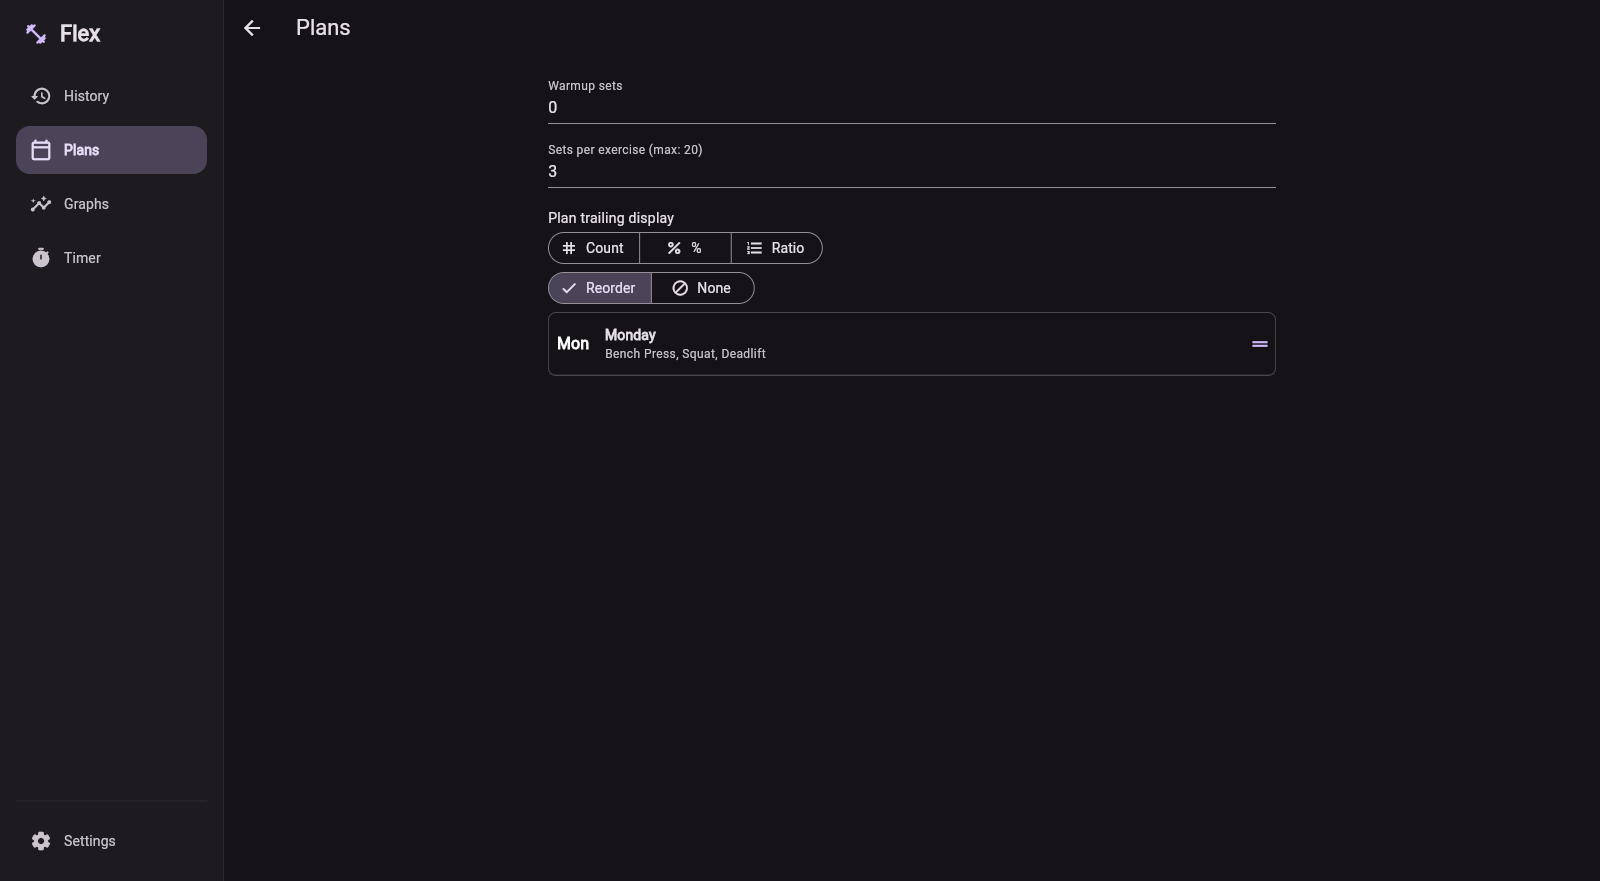 Flex
History
Plans
Graphs
Timer
Settings
Plans
Warmup sets
0
Sets per exercise (max: 20)
3
Plan trailing display
Count
%
Ratio
Reorder
None
Mon
Monday
Bench Press, Squat, Deadlift